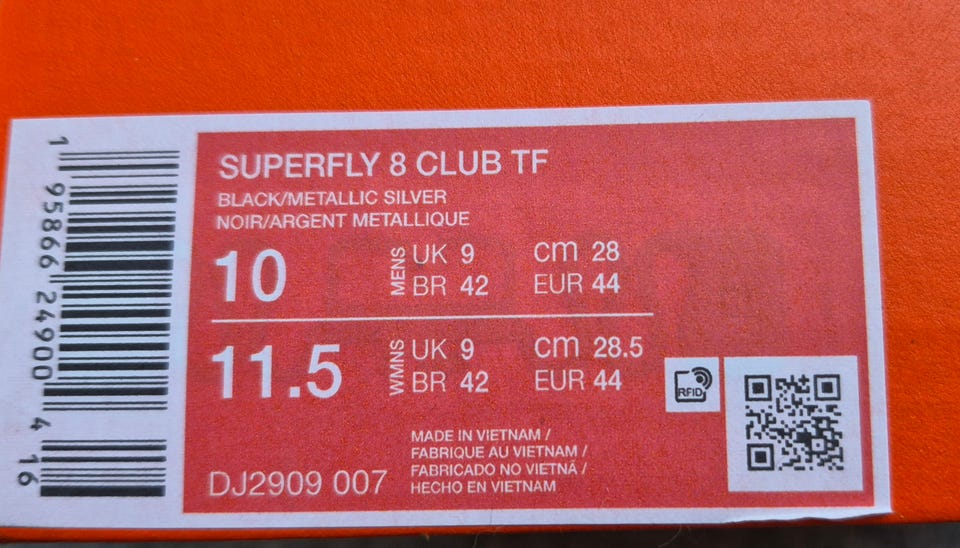 SUPERFLY 8 CLUB TF
BLACK/METALLIC SILVER
NOIR/ARGENT METALLIQUE
10 MENS UK 9 cm 28
BR 42 EUR 44
11.5 WMNS UK 9 cm 28.5
BR 42 EUR 44
RFID
MADE IN VIETNAM /
FABRIQUE AU VIETNAM /
FABRICADO NO VIETNÃ /
HECHO EN VIETNAM
DJ2909 007
1 95866 24900 4 16